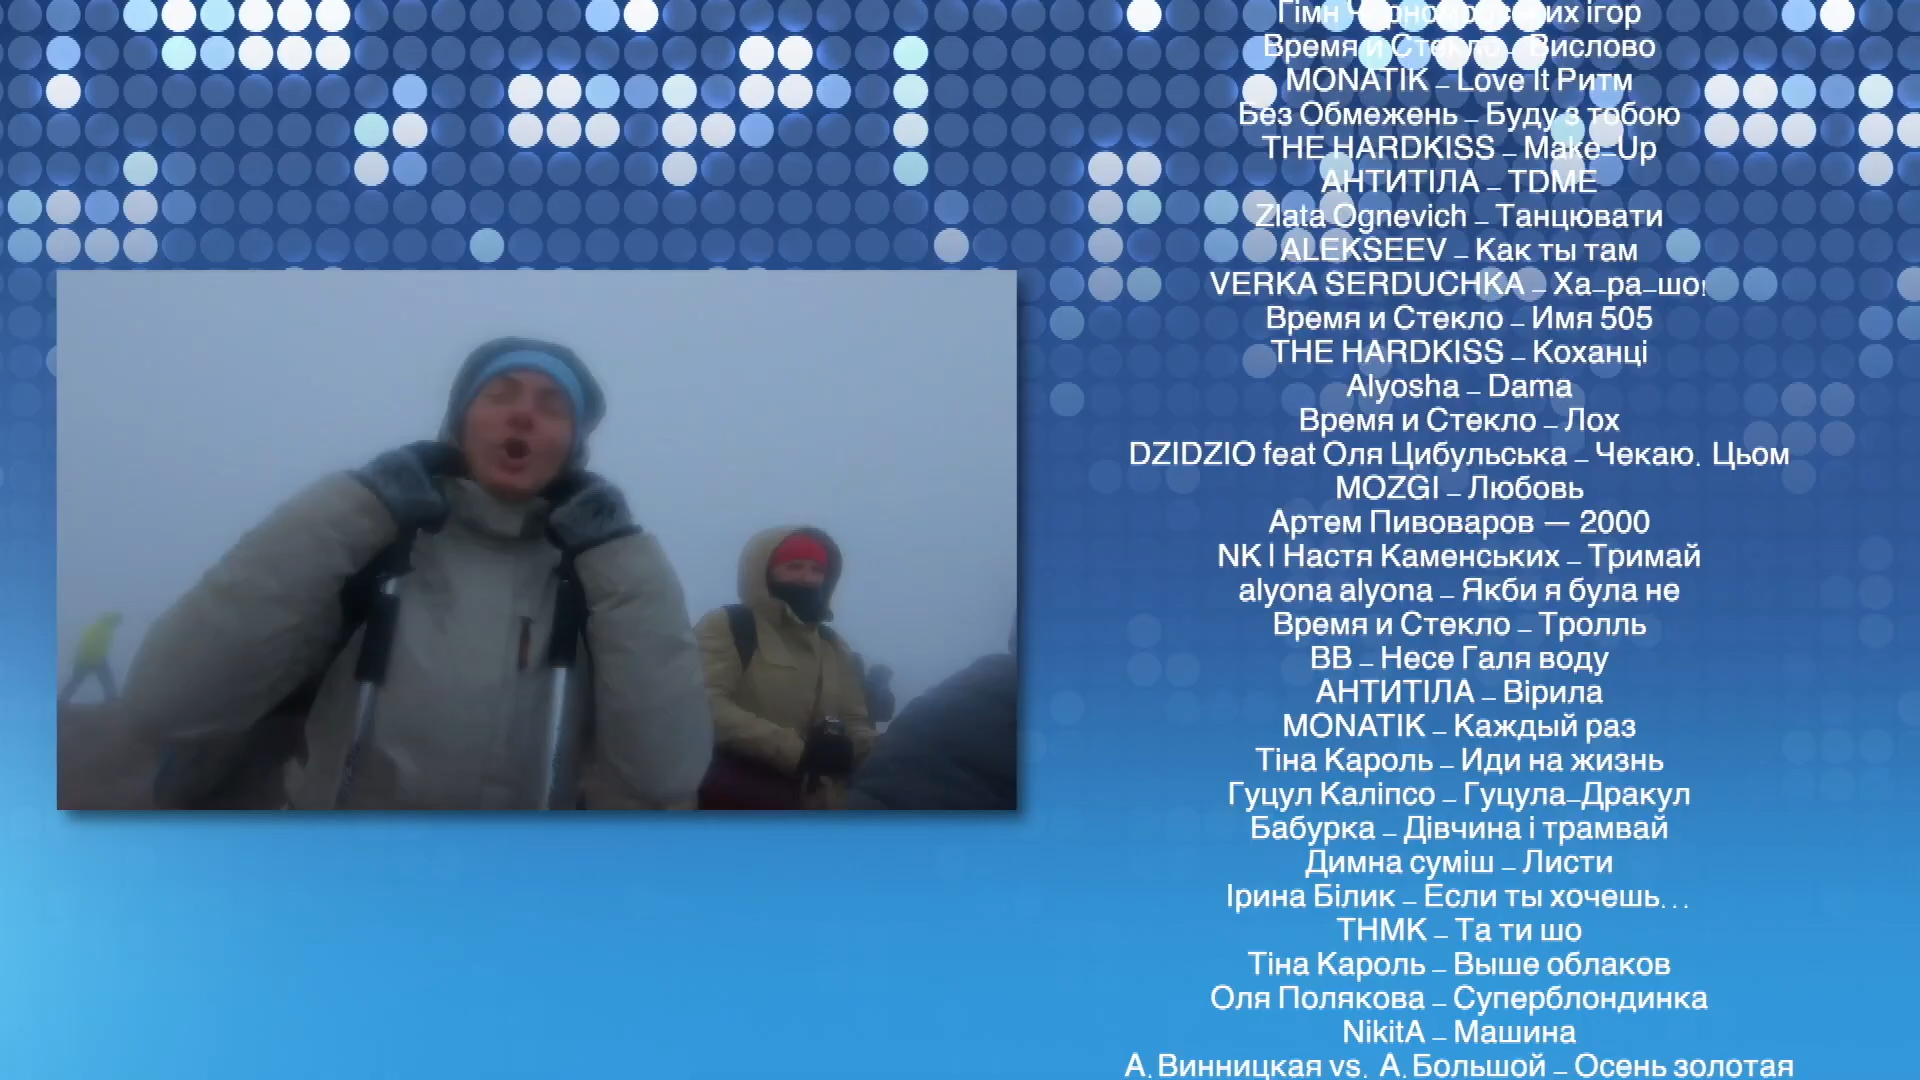 Гімн Чорноморських ігор
Время и Стекло – Вислово
MONATIK – Love It Ритм
Без Обмежень – Буду з тобою
THE HARDKISS – Make-Up
АНТИТІЛА – TDME
Zlata Ognevich – Танцювати
ALEKSEEV – Как ты там
VERKA SERDUCHKA – Ха-ра-шо!
Время и Стекло – Имя 505
THE HARDKISS – Коханці
Alyosha – Dama
Время и Стекло – Лох
DZIDZIO feat Оля Цибульська – Чекаю. Цьом
MOZGI – Любовь
Артем Пивоваров — 2000
NK | Настя Каменських – Тримай
alyona alyona – Якби я була не
Время и Стекло – Тролль
ВВ – Несе Галя воду
АНТИТІЛА – Вірила
MONATIK – Каждый раз
Тіна Кароль – Иди на жизнь
Гуцул Каліпсо – Гуцула-Дракул
Бабурка – Дівчина і трамвай
Димна суміш – Листи
Ірина Білик – Если ты хочешь...
ТНМК – Та ти шо
Тіна Кароль – Выше облаков
Оля Полякова – Суперблондинка
NikitA – Машина
А.Винницкая vs. А.Большой – Осень золотая